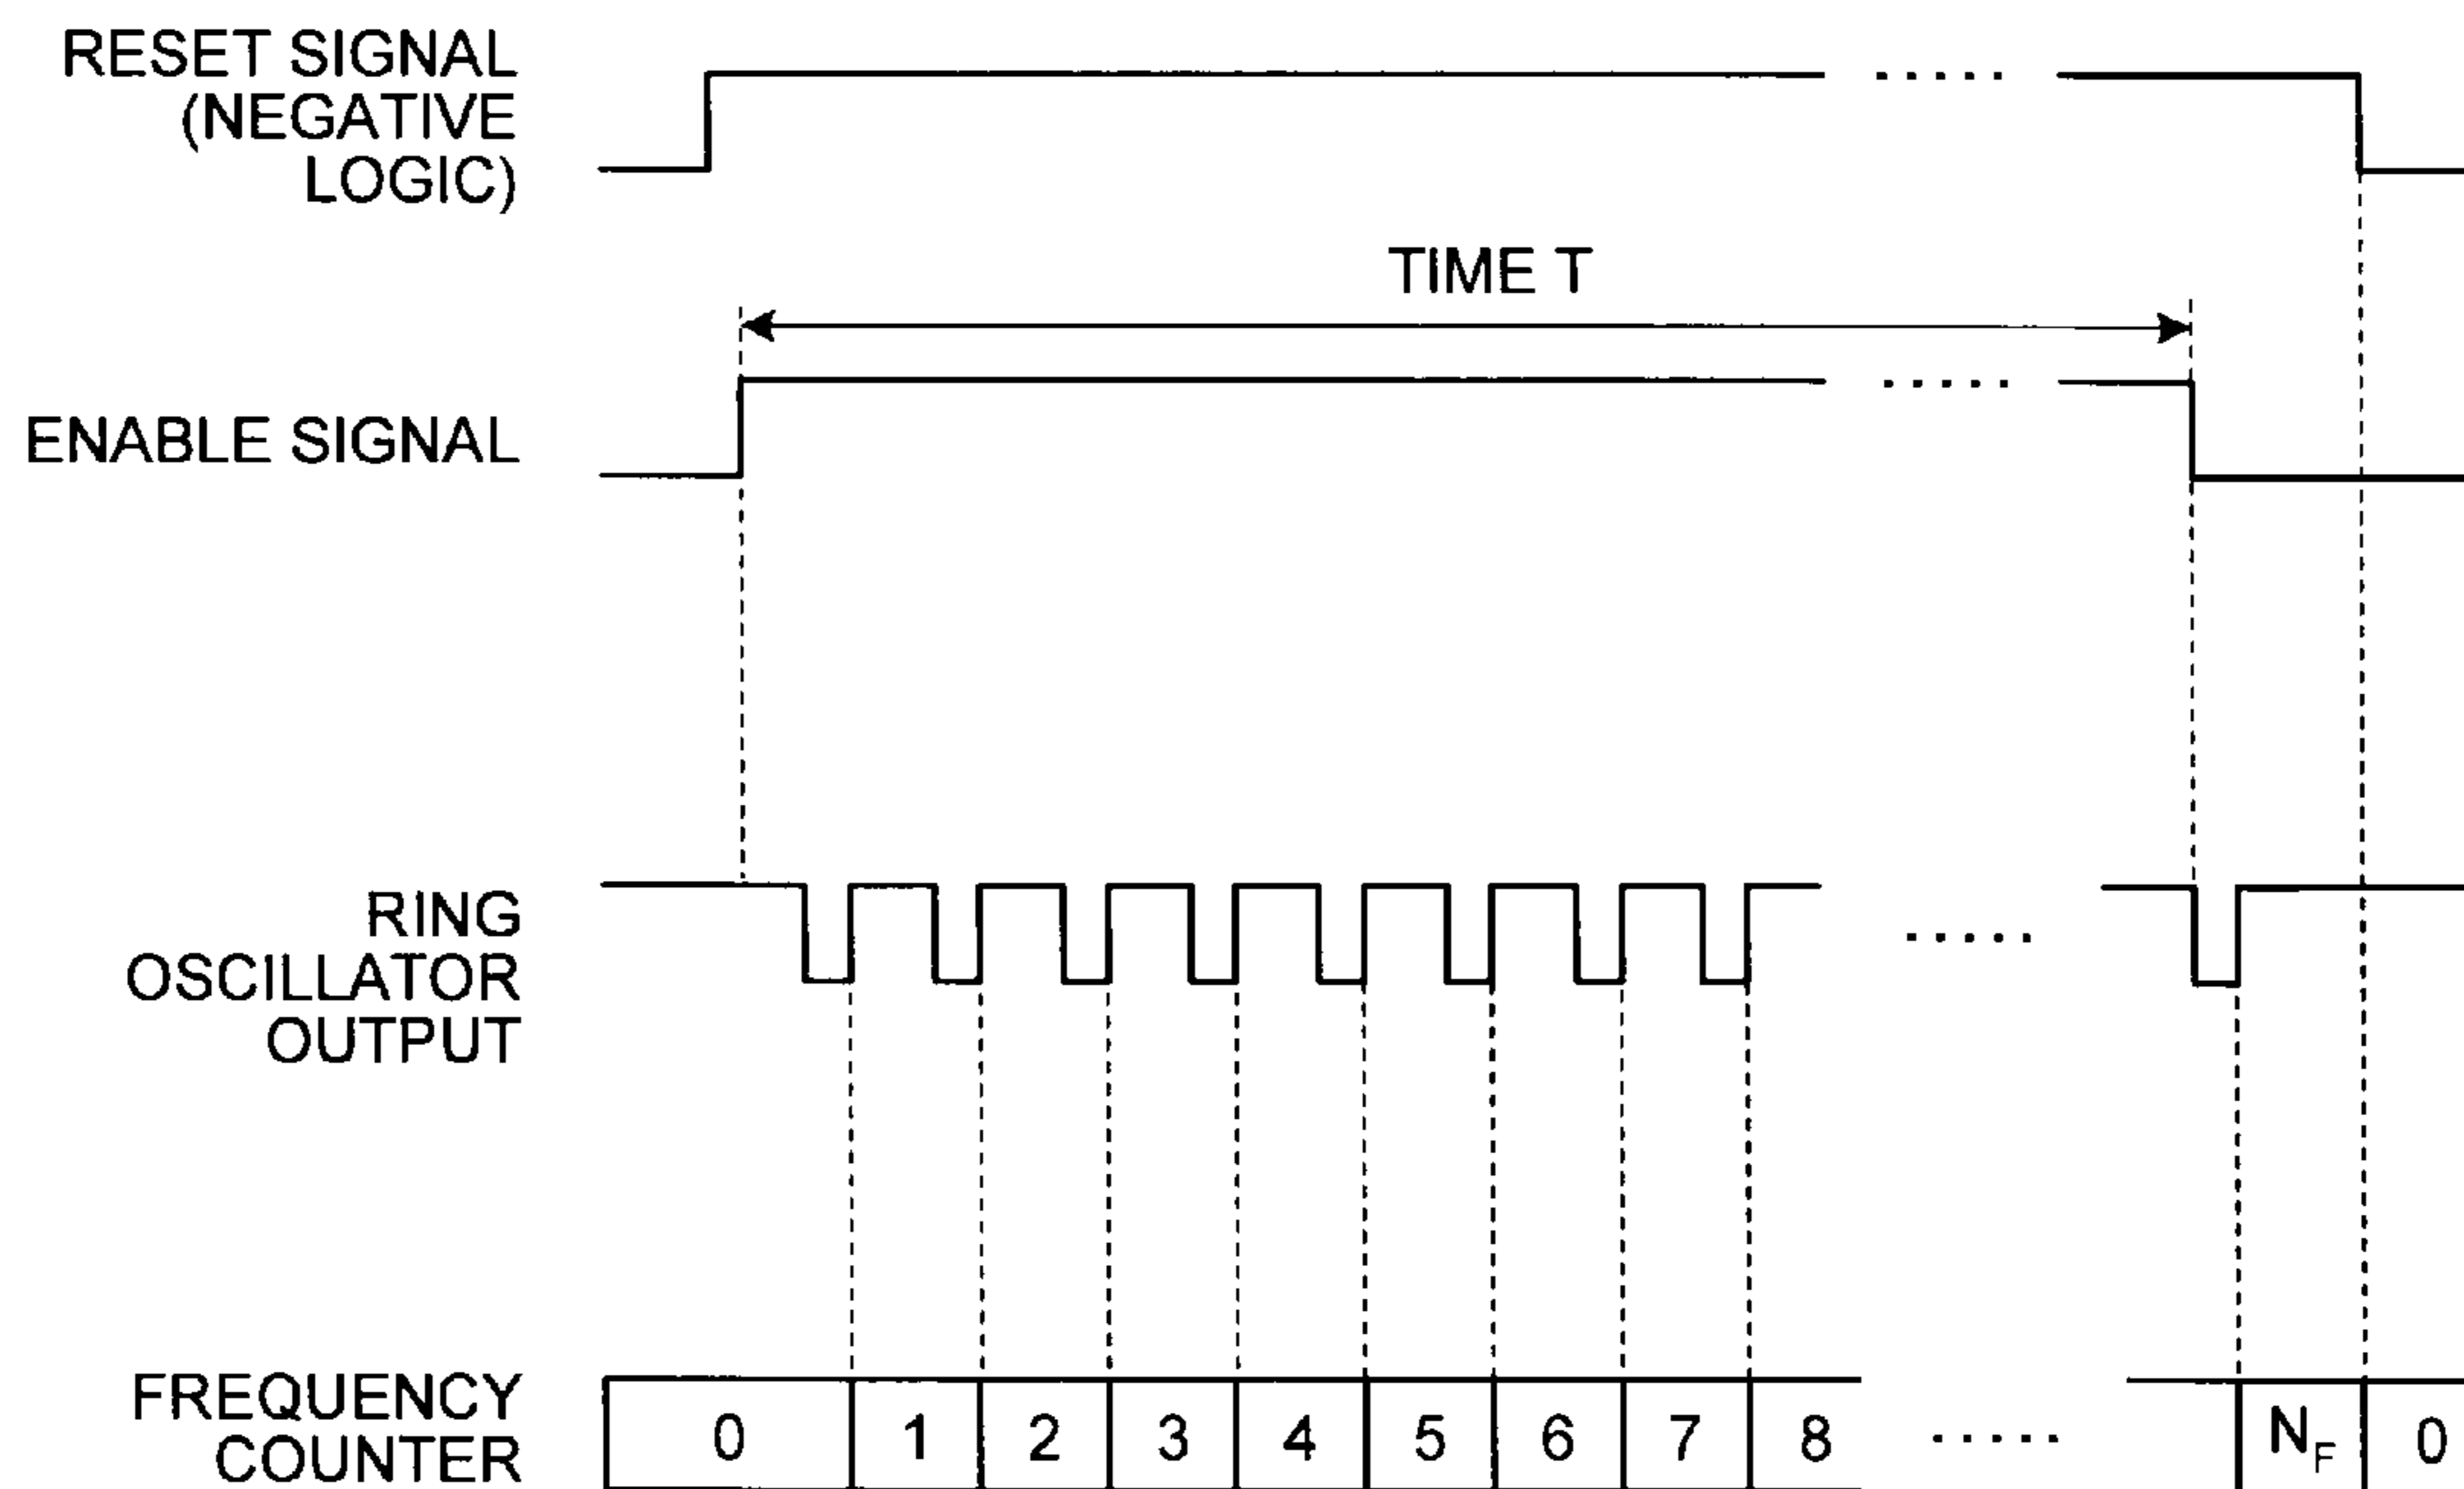 RESET SIGNAL
(NEGATIVE
LOGIC)
TIME T
ENABLE SIGNAL
RING
OSCILLATOR
OUTPUT
FREQUENCY
COUNTER
0 1 2 3 4 5 6 7 8 ..... NF 0